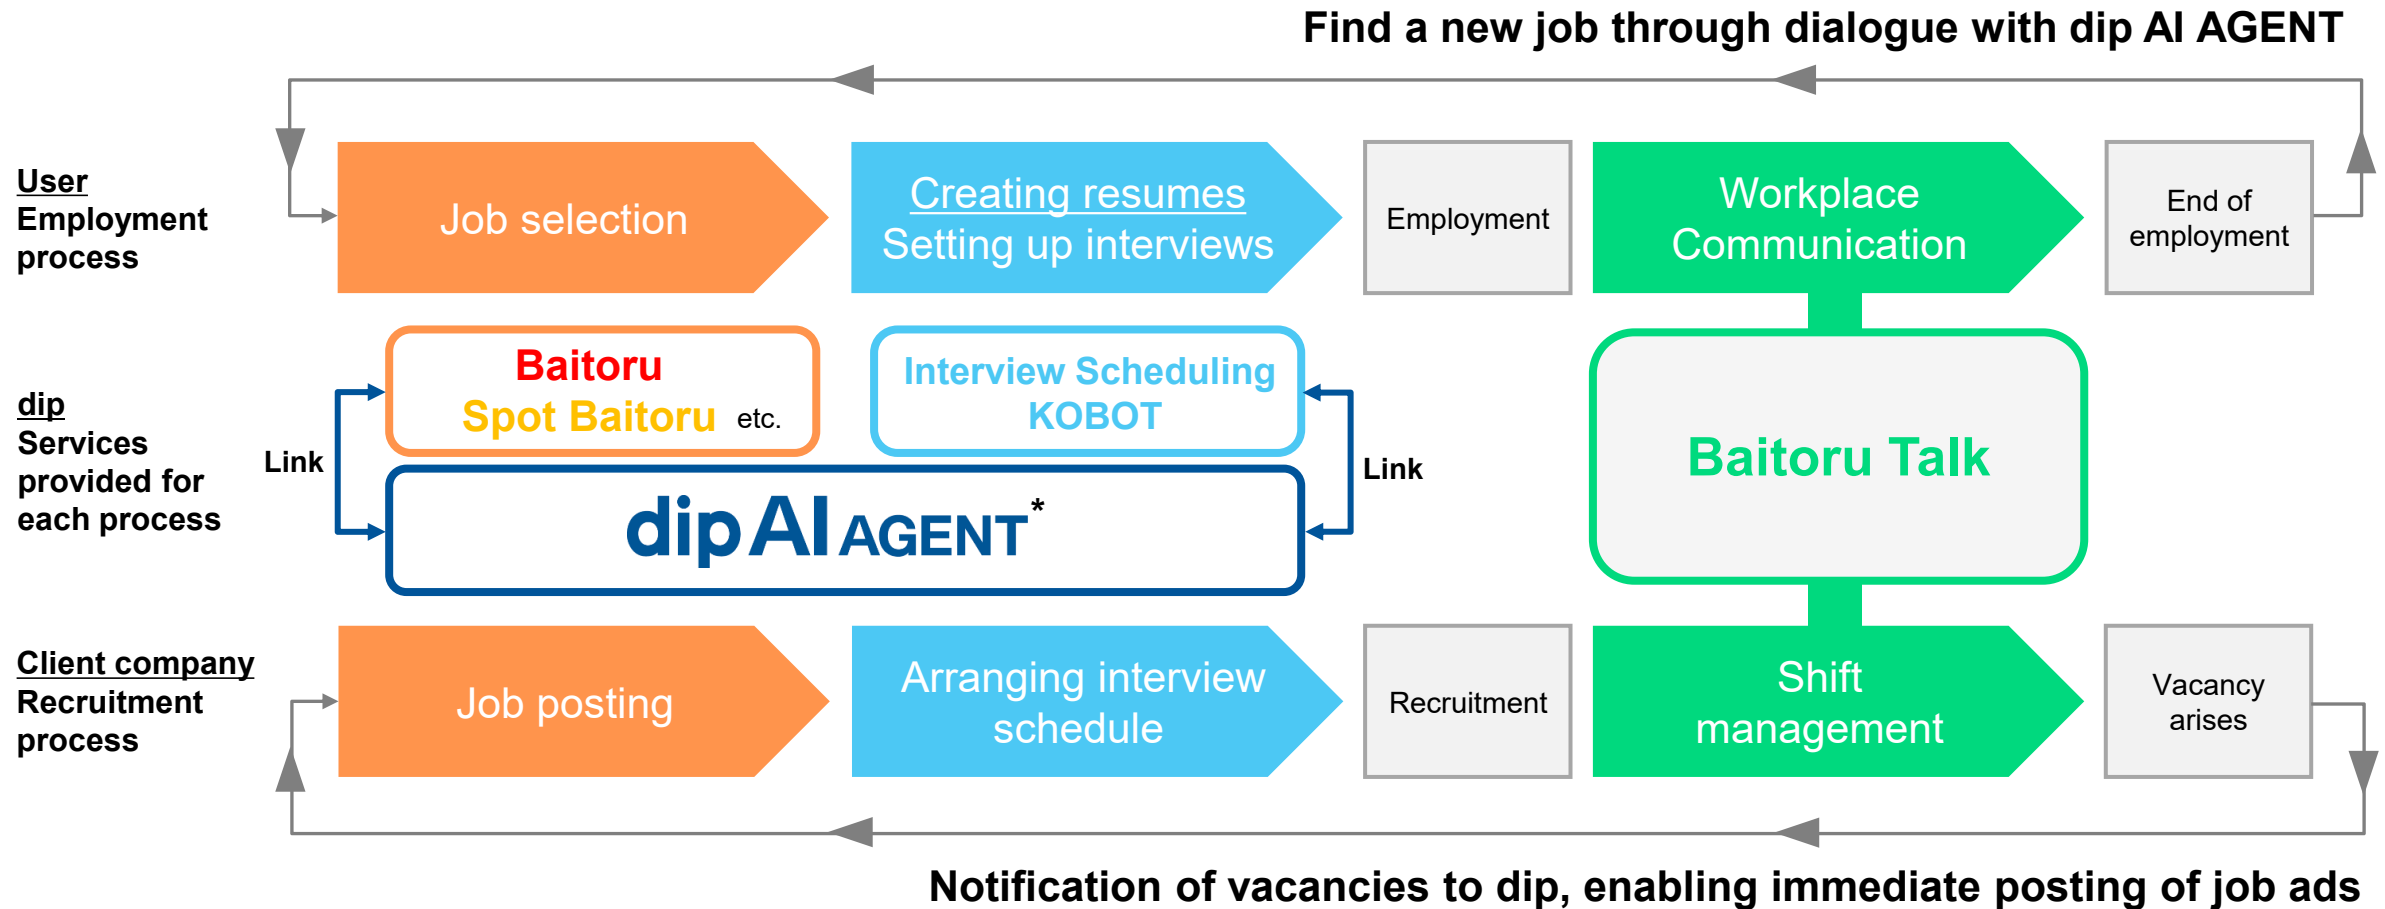 Find a new job through dialogue with dip AI AGENT
User
Employment
process
Job selection
Creating resumes
Setting up interviews
Employment
Workplace
Communication
End of
employment
dip
Services
provided for
each process
Link
Baitoru
Spot Baitoru etc.
Interview Scheduling
KOBOT
Link
dip AI AGENT*
Baitoru Talk
Client company
Recruitment
process
Job posting
Arranging interview
schedule
Recruitment
Shift
management
Vacancy
arises
Notification of vacancies to dip, enabling immediate posting of job ads